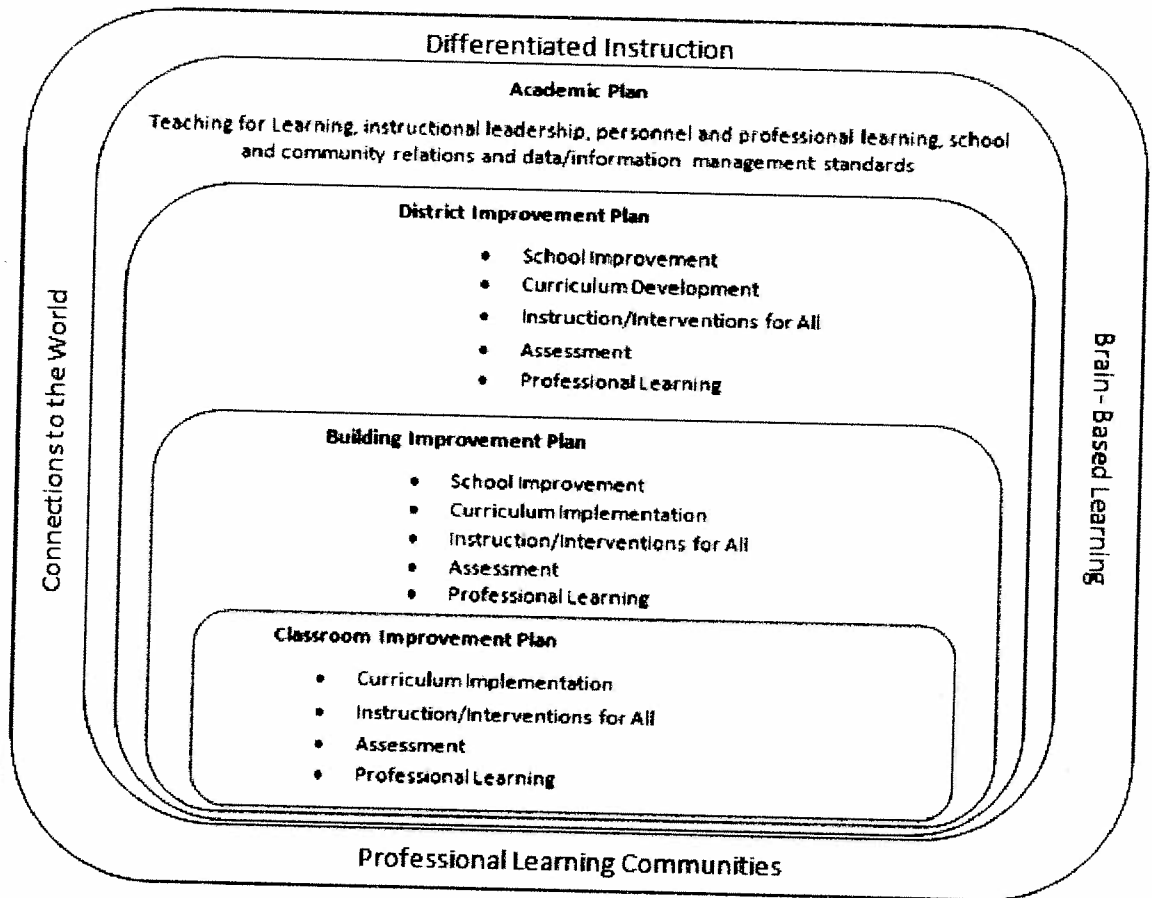 Differentiated Instruction
Academic Plan
Teaching for Learning, instructional leadership, personnel and professional learning, school
and community relations and data/information management standards
District Improvement Plan
• School Improvement
• Curriculum Development
• Instruction/Interventions for All
• Assessment
• Professional Learning
Building Improvement Plan
• School Improvement
• Curriculum Implementation
• Instruction/Interventions for All
• Assessment
• Professional Learning
Classroom Improvement Plan
• Curriculum Implementation
• Instruction/Interventions for All
• Assessment
• Professional Learning
Connections to the World
Brain-Based Learning
Professional Learning Communities